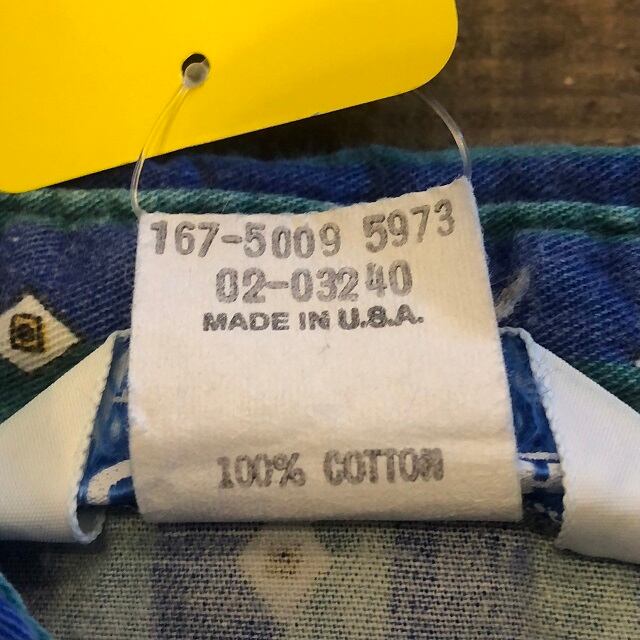 167-5009 5973
02-03240
MADE IN U.S.A.
100% COTTON